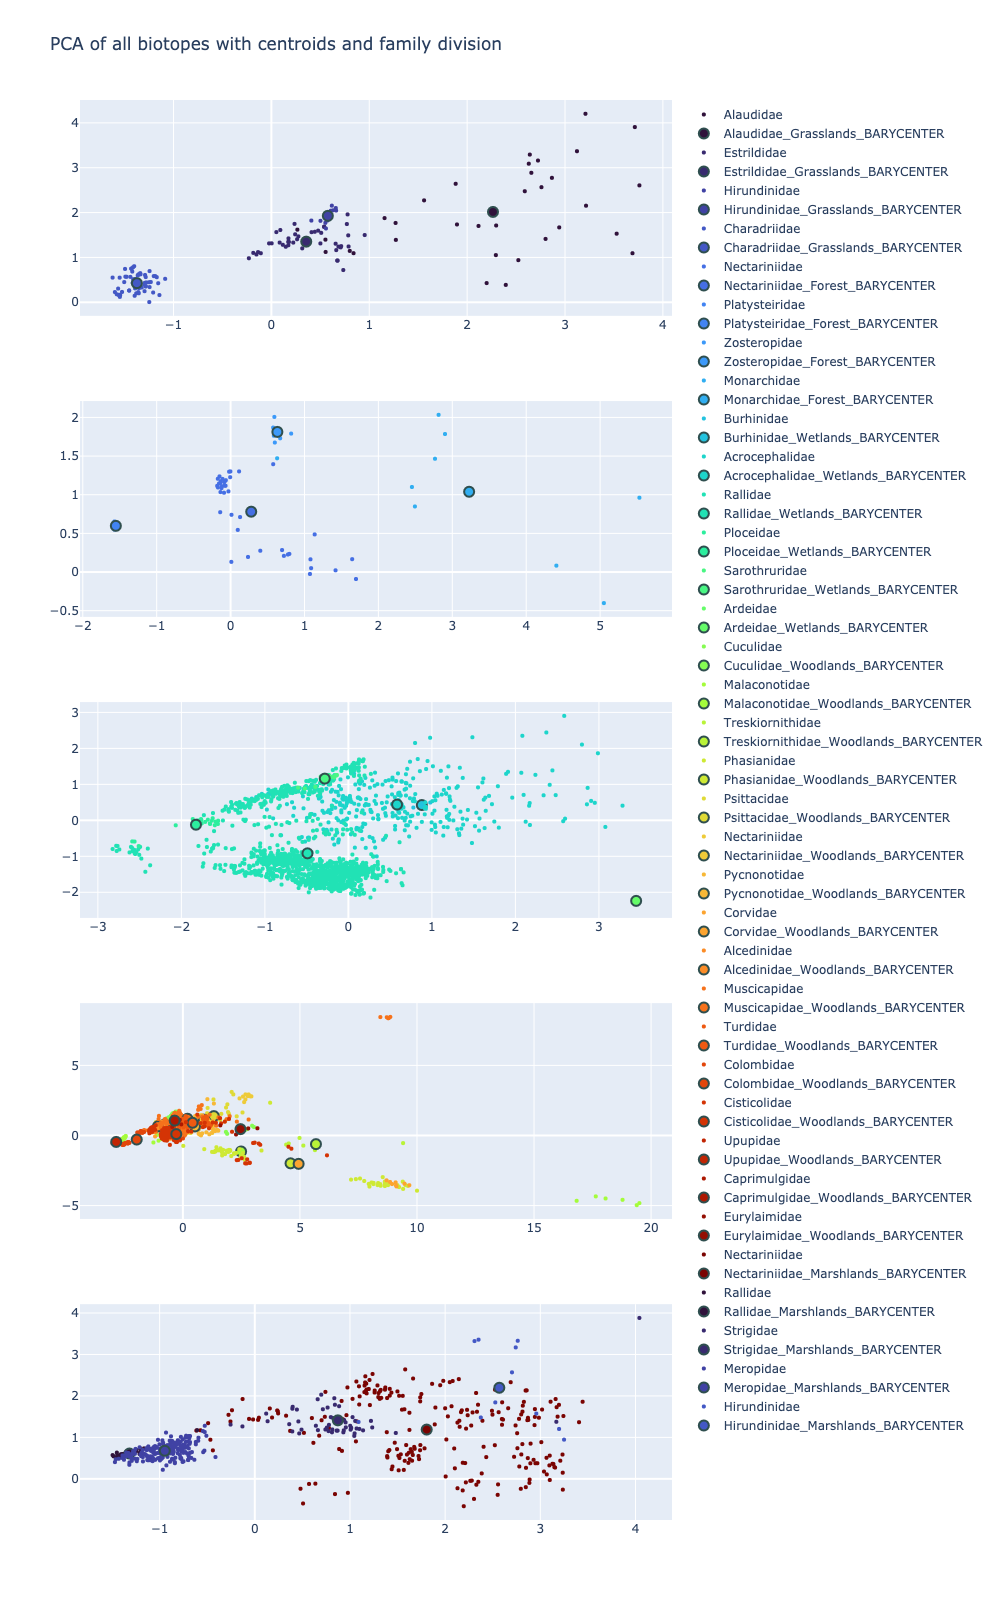 PCA of all biotopes with centroids and family division
4
3
2
1
0
−1
0
1
2
3
4
2
1.5
1
0.5
0
−0.5
−2
−1
0
1
2
3
4
5
3
2
1
0
−1
−2
−3
−2
−1
0
1
2
3
5
0
−5
0
5
10
15
20
4
3
2
1
0
−1
0
1
2
3
4
Alaudidae
Alaudidae_Grasslands_BARYCENTER
Estrildidae
Estrildidae_Grasslands_BARYCENTER
Hirundinidae
Hirundinidae_Grasslands_BARYCENTER
Charadriidae
Charadriidae_Grasslands_BARYCENTER
Nectariniidae
Nectariniidae_Forest_BARYCENTER
Platysteiridae
Platysteiridae_Forest_BARYCENTER
Zosteropidae
Zosteropidae_Forest_BARYCENTER
Monarchidae
Monarchidae_Forest_BARYCENTER
Burhinidae
Burhinidae_Wetlands_BARYCENTER
Acrocephalidae
Acrocephalidae_Wetlands_BARYCENTER
Rallidae
Rallidae_Wetlands_BARYCENTER
Ploceidae
Ploceidae_Wetlands_BARYCENTER
Sarothruridae
Sarothruridae_Wetlands_BARYCENTER
Ardeidae
Ardeidae_Wetlands_BARYCENTER
Cuculidae
Cuculidae_Woodlands_BARYCENTER
Malaconotidae
Malaconotidae_Woodlands_BARYCENTER
Treskiornithidae
Treskiornithidae_Woodlands_BARYCENTER
Phasianidae
Phasianidae_Woodlands_BARYCENTER
Psittacidae
Psittacidae_Woodlands_BARYCENTER
Nectariniidae
Nectariniidae_Woodlands_BARYCENTER
Pycnonotidae
Pycnonotidae_Woodlands_BARYCENTER
Corvidae
Corvidae_Woodlands_BARYCENTER
Alcedinidae
Alcedinidae_Woodlands_BARYCENTER
Muscicapidae
Muscicapidae_Woodlands_BARYCENTER
Turdidae
Turdidae_Woodlands_BARYCENTER
Colombidae
Colombidae_Woodlands_BARYCENTER
Cisticolidae
Cisticolidae_Woodlands_BARYCENTER
Upupidae
Upupidae_Woodlands_BARYCENTER
Caprimulgidae
Caprimulgidae_Woodlands_BARYCENTER
Eurylaimidae
Eurylaimidae_Woodlands_BARYCENTER
Nectariniidae
Nectariniidae_Marshlands_BARYCENTER
Rallidae
Rallidae_Marshlands_BARYCENTER
Strigidae
Strigidae_Marshlands_BARYCENTER
Meropidae
Meropidae_Marshlands_BARYCENTER
Hirundinidae
Hirundinidae_Marshlands_BARYCENTER